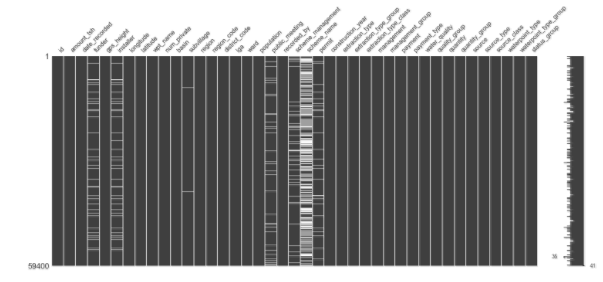 id
amount_tsh
date_recorded
funder
gps_height
installer
longitude
latitude
wpt_name
num_private
basin
subvillage
region
region_code
district_code
lga
ward
population
public_meeting
recorded_by
scheme_management
scheme_name
permit
construction_year
extraction_type
extraction_type_group
extraction_type_class
management
management_group
payment
payment_type
water_quality
quality_group
quantity
quantity_group
source
source_type
source_class
waterpoint_type
waterpoint_type_group
status_group
1
59400
35
41